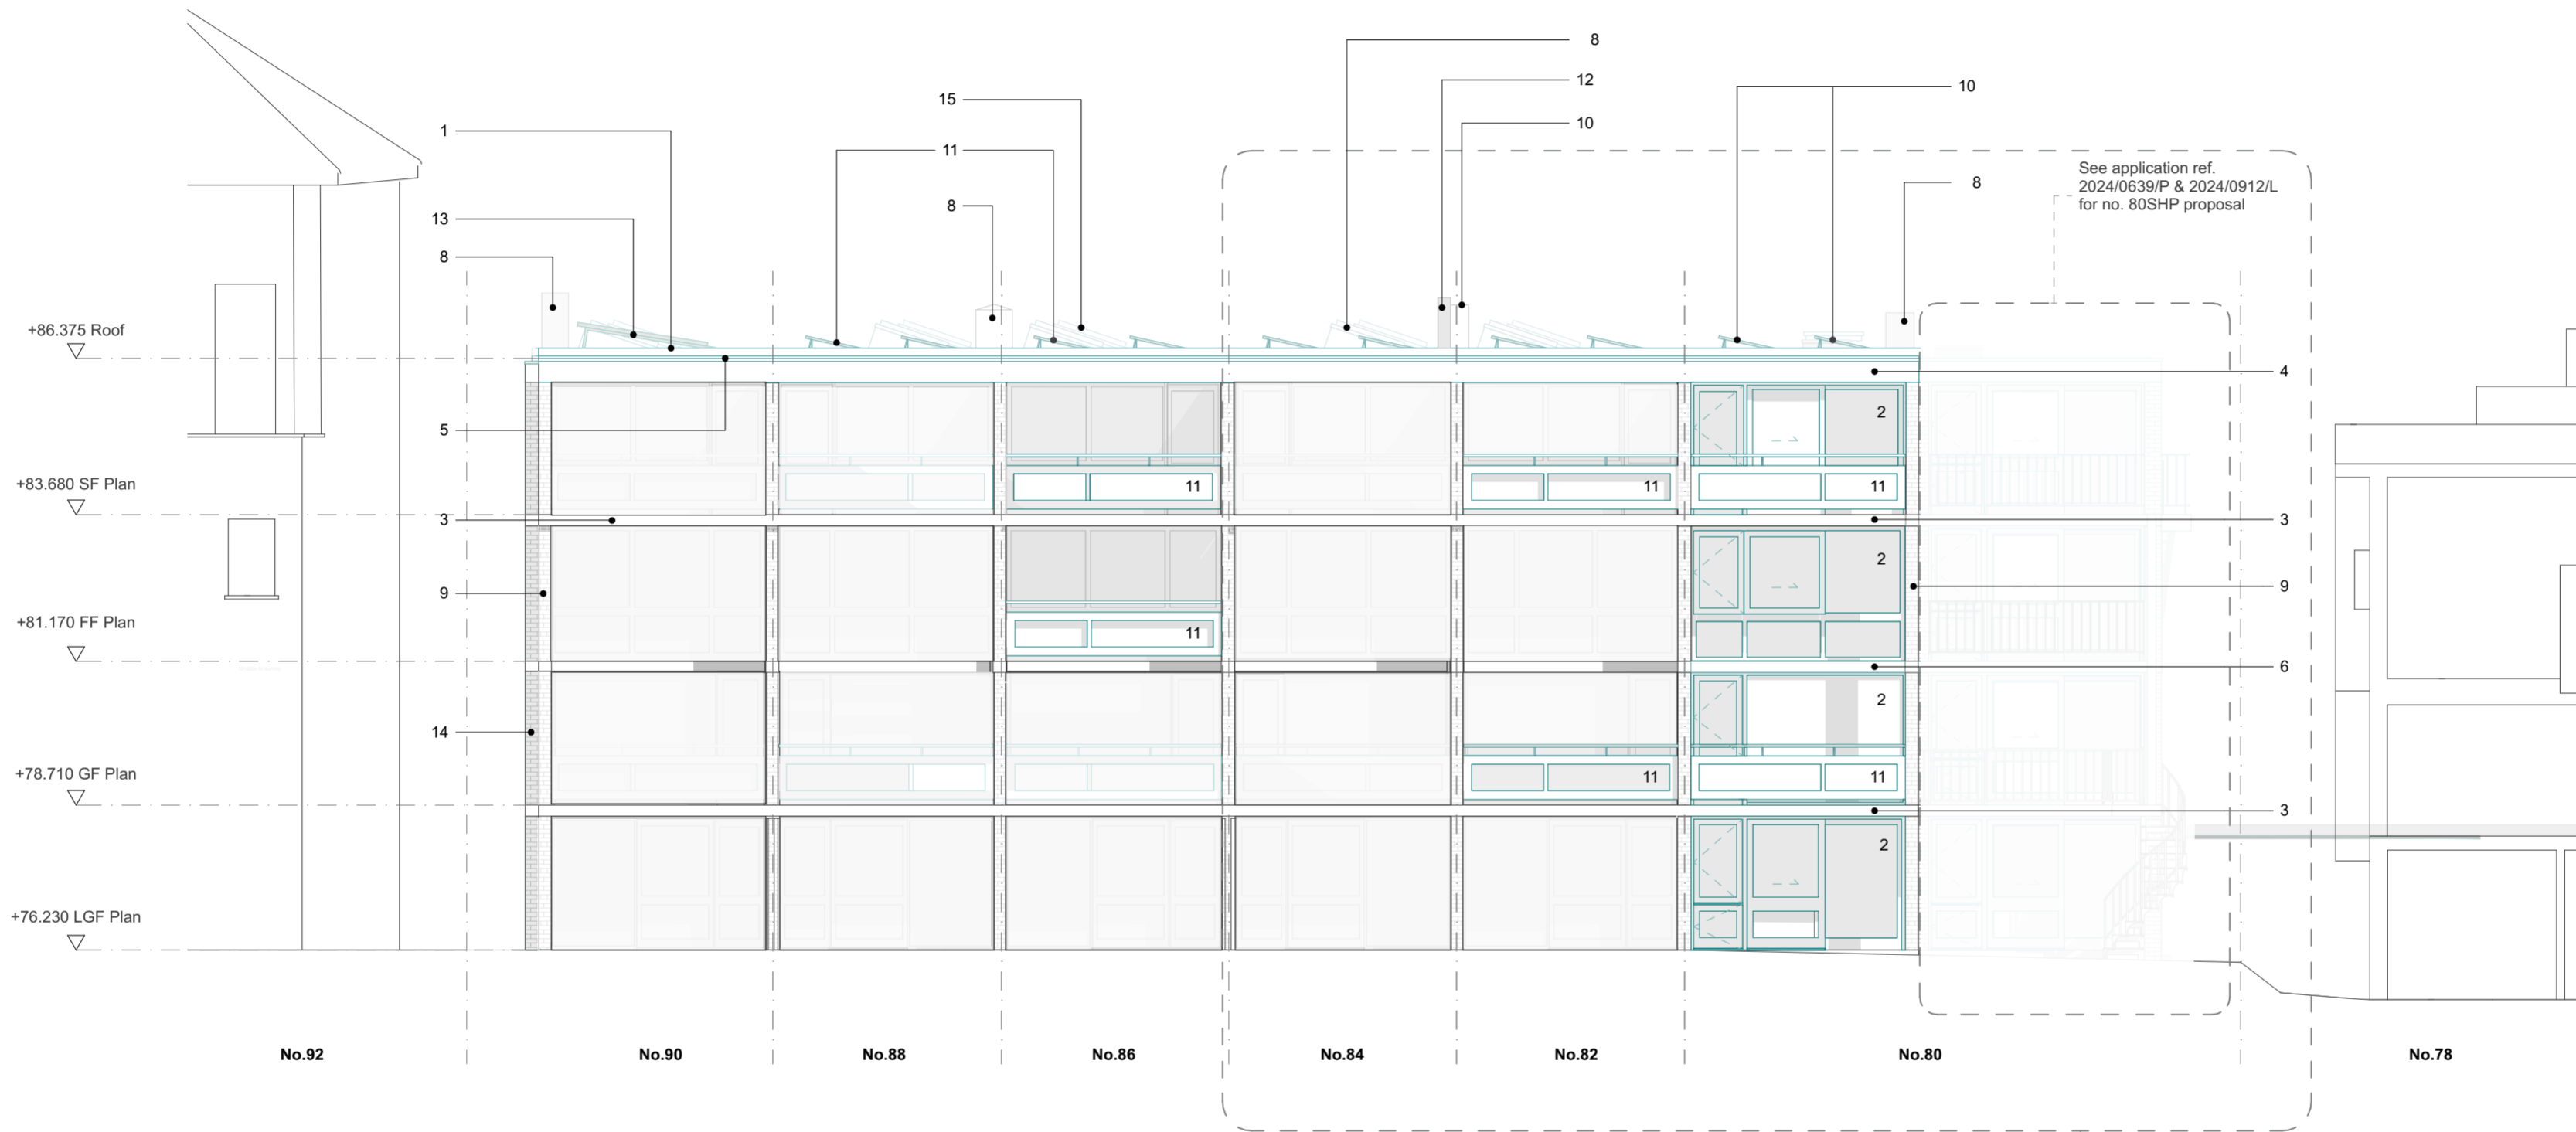 8
12
10
15
10
1
11
See application ref.
2024/0639/P & 2024/0912/L
for no. 80SHP proposal
8
8
13
8
+86.375 Roof
4
2
5
+83.680 SF Plan
11
11
11
3
3
2
9
9
+81.170 FF Plan
11
6
2
14
+78.710 GF Plan
11
11
3
2
+76.230 LGF Plan
No.92
No.90
No.88
No.86
No.84
No.82
No.80
No.78